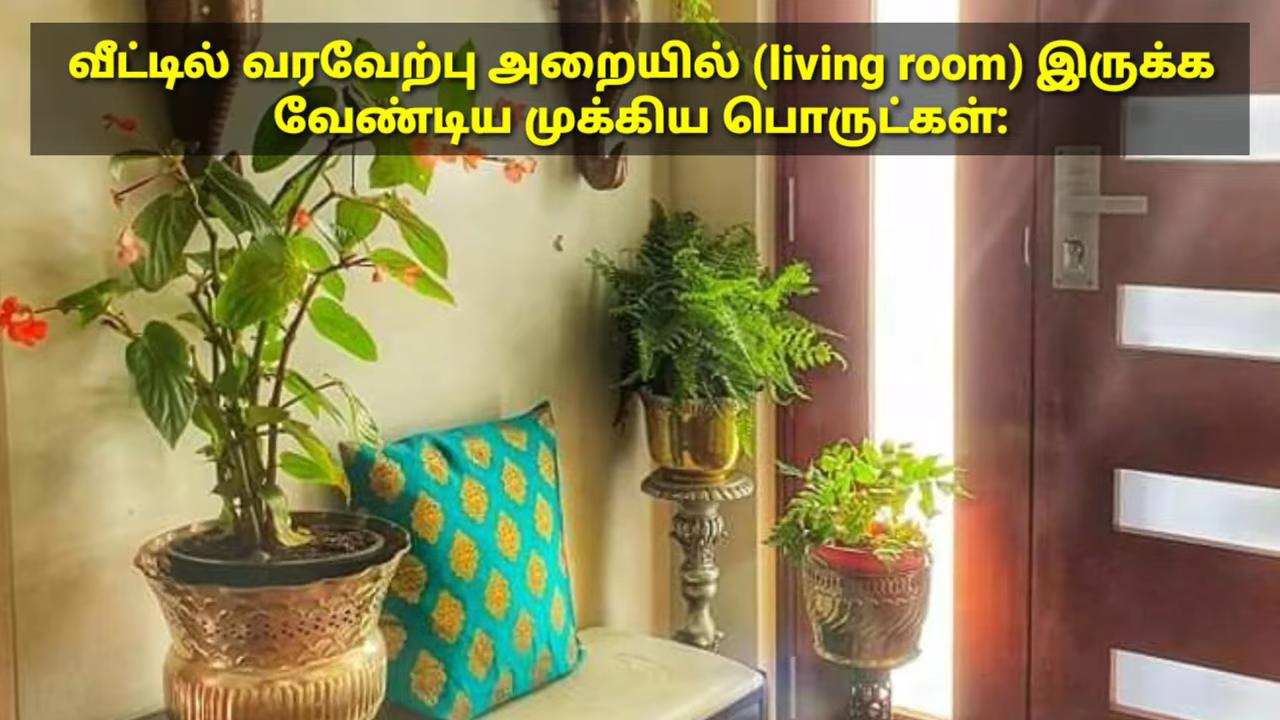 வீட்டில் வரவேற்பு அறையில் (living room) இருக்க
வேண்டிய முக்கிய பொருட்கள்: